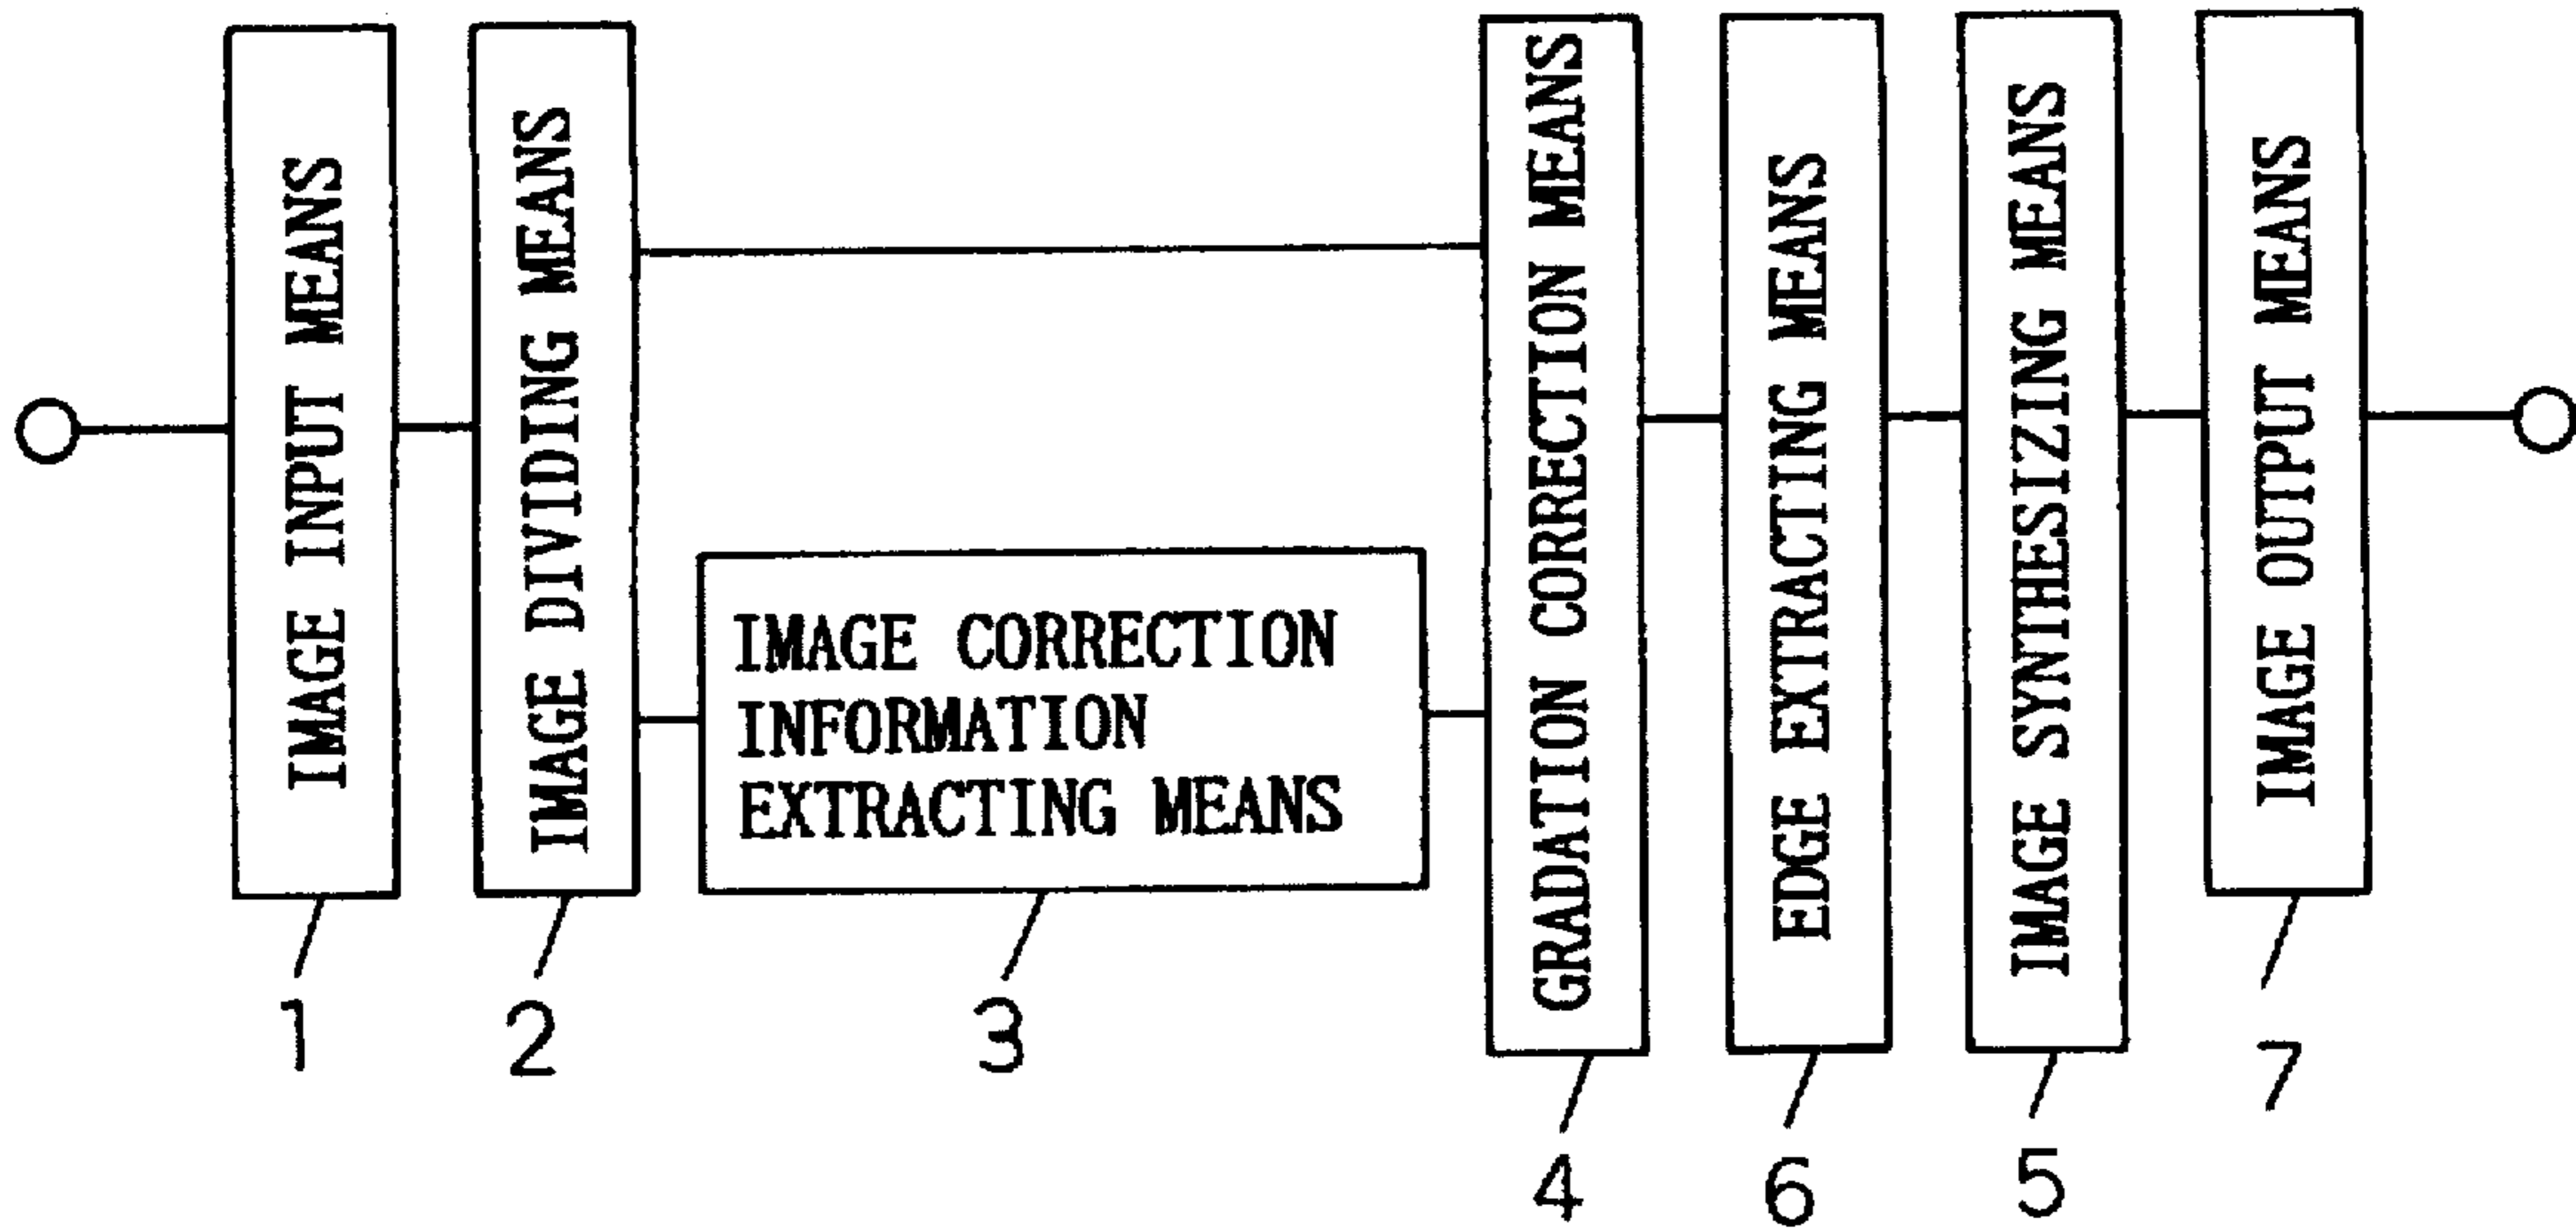 IMAGE INPUT MEANS
IMAGE DIVIDING MEANS
IMAGE CORRECTION
INFORMATION
EXTRACTING MEANS
GRADATION CORRECTION MEANS
EDGE EXTRACTING MEANS
IMAGE SYNTHESIZING MEANS
IMAGE OUTPUT MEANS
1
2
3
4
6
5
7